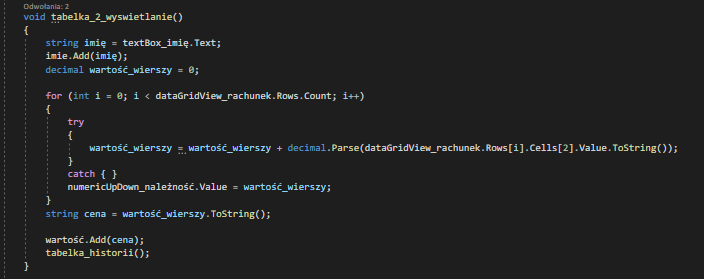 Odwołania: 2
void tabelka_2_wyswietlanie()
{
string imię = textBox_imię.Text;
imie.Add(imię);
decimal wartość_wierszy = 0;
for (int i = 0; i < dataGridView_rachunek.Rows.Count; i++)
{
try
{
wartość_wierszy = wartość_wierszy + decimal.Parse(dataGridView_rachunek.Rows[i].Cells[2].Value.ToString());
}
catch { }
numericUpDown_należność.Value = wartość_wierszy;
}
string cena = wartość_wierszy.ToString();
wartość.Add(cena);
tabelka_historii();
}